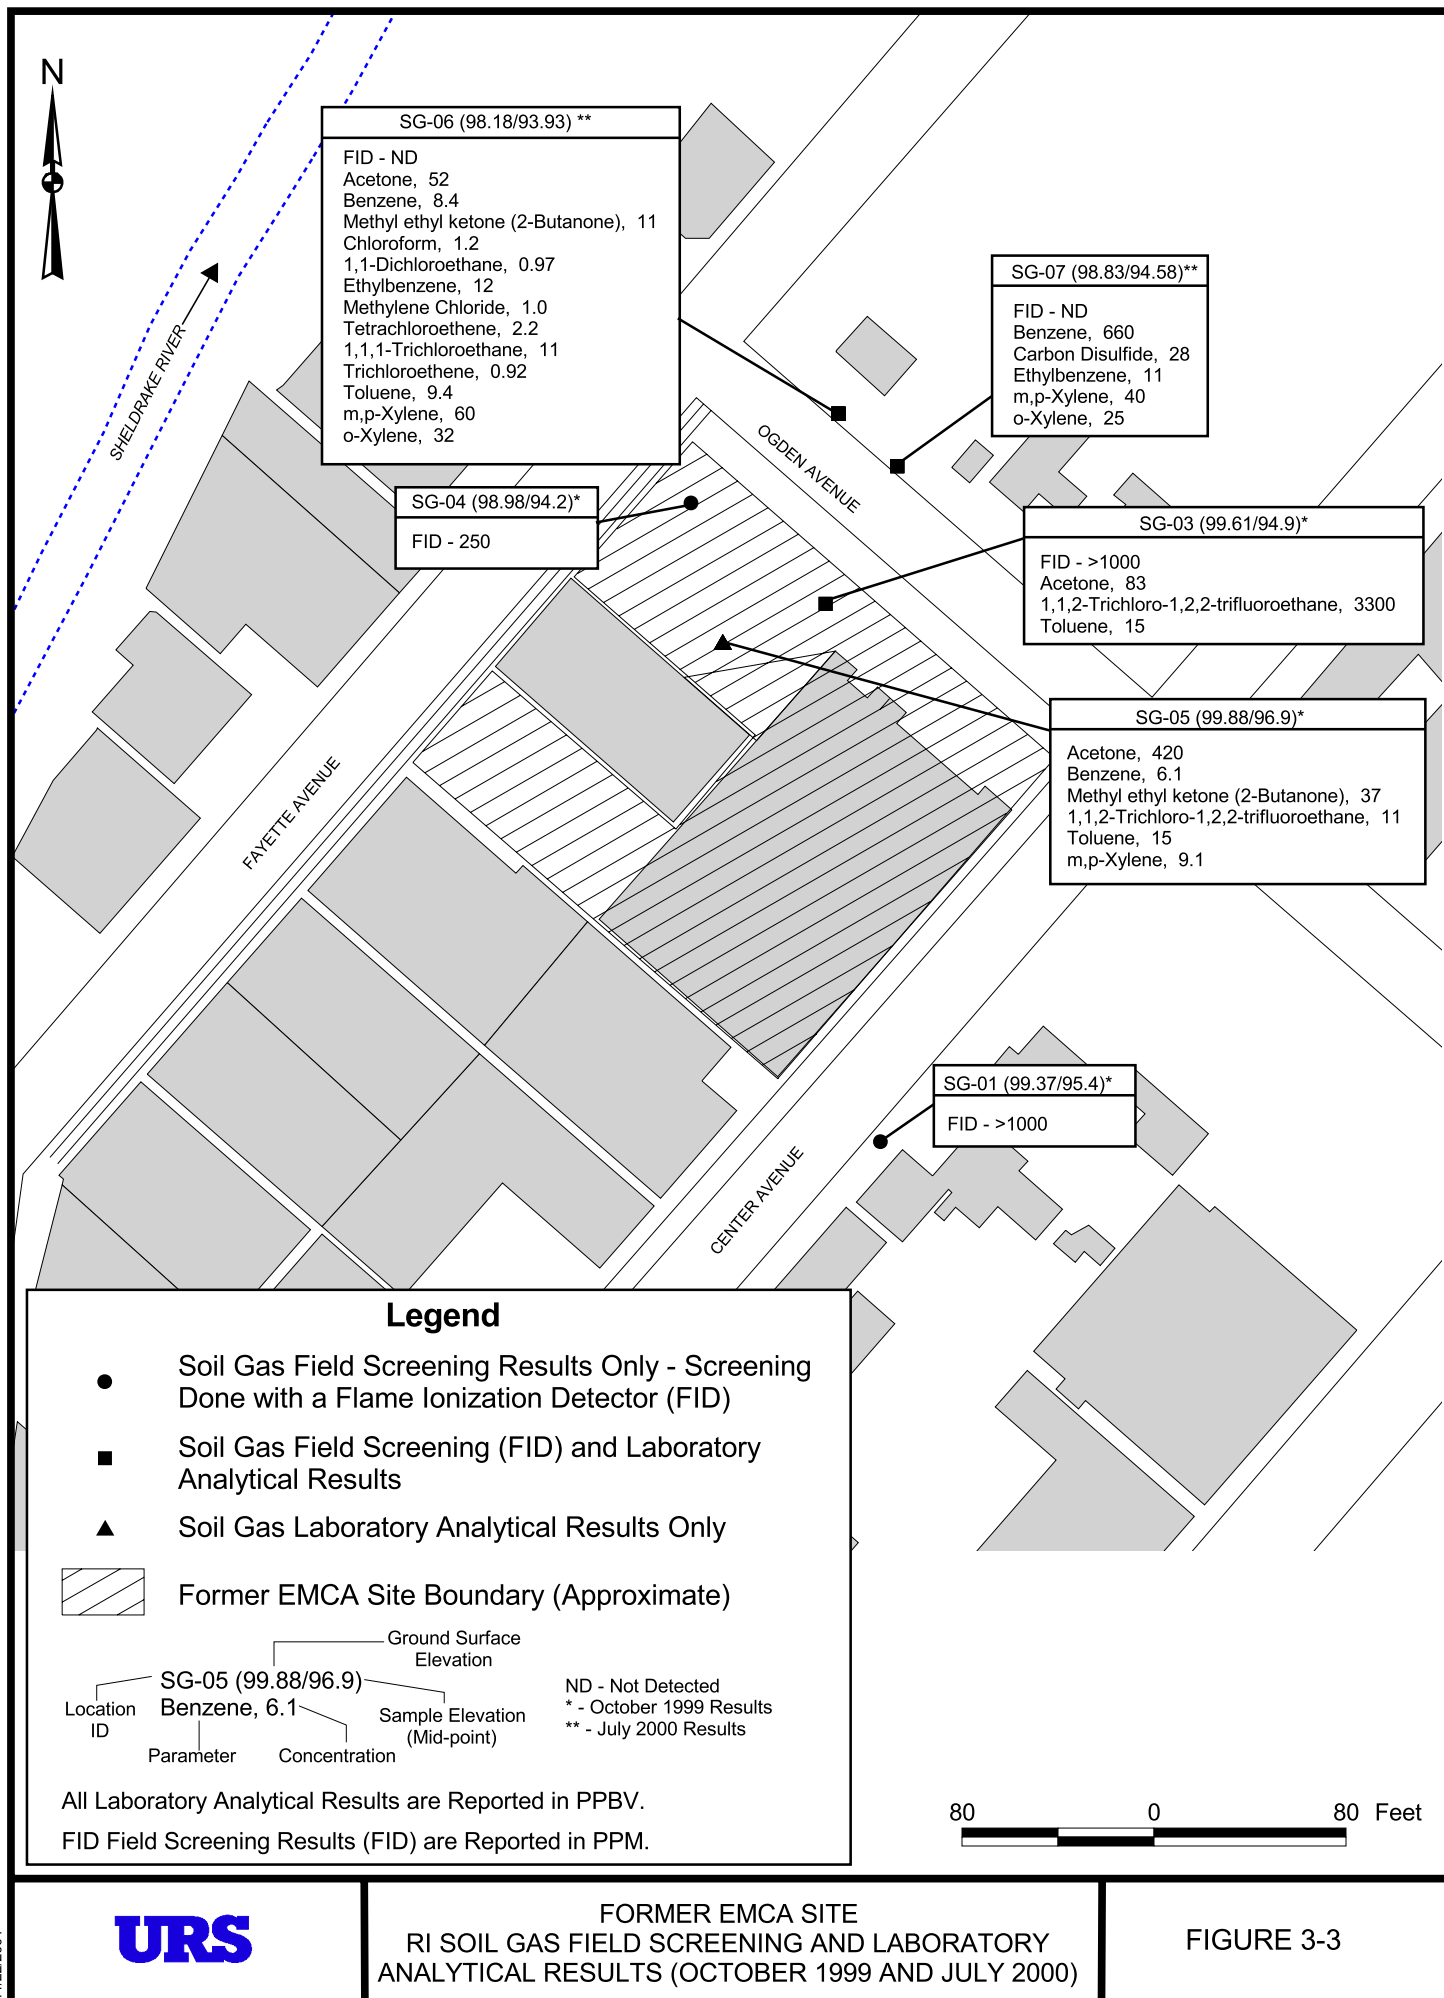 N
SG-06 (98.18/93.93) **
FID - ND
Acetone, 52
Benzene, 8.4
Methyl ethyl ketone (2-Butanone), 11
Chloroform, 1.2
1,1-Dichloroethane, 0.97
Ethylbenzene, 12
Methylene Chloride, 1.0
Tetrachloroethene, 2.2
1,1,1-Trichloroethane, 11
Trichloroethene, 0.92
Toluene, 9.4
m,p-Xylene, 60
o-Xylene, 32
SG-07 (98.83/94.58)**
FID - ND
Benzene, 660
Carbon Disulfide, 28
Ethylbenzene, 11
m,p-Xylene, 40
o-Xylene, 25
SHELDRAKE RIVER
OGDEN AVENUE
SG-04 (98.98/94.2)*
FID - 250
SG-03 (99.61/94.9)*
FID - >1000
Acetone, 83
1,1,2-Trichloro-1,2,2-trifluoroethane, 3300
Toluene, 15
SG-05 (99.88/96.9)*
Acetone, 420
Benzene, 6.1
Methyl ethyl ketone (2-Butanone), 37
1,1,2-Trichloro-1,2,2-trifluoroethane, 11
Toluene, 15
m,p-Xylene, 9.1
FAYETTE AVENUE
SG-01 (99.37/95.4)*
FID - >1000
CENTER AVENUE
Legend
Soil Gas Field Screening Results Only - Screening
Done with a Flame Ionization Detector (FID)
Soil Gas Field Screening (FID) and Laboratory
Analytical Results
Soil Gas Laboratory Analytical Results Only
Former EMCA Site Boundary (Approximate)
Ground Surface
Elevation
SG-05 (99.88/96.9)
Benzene, 6.1
Location
ID
Parameter
Concentration
Sample Elevation
(Mid-point)
ND - Not Detected
* - October 1999 Results
** - July 2000 Results
All Laboratory Analytical Results are Reported in PPBV.
FID Field Screening Results (FID) are Reported in PPM.
80 0 80 Feet
URS
FORMER EMCA SITE
RI SOIL GAS FIELD SCREENING AND LABORATORY
ANALYTICAL RESULTS (OCTOBER 1999 AND JULY 2000)
FIGURE 3-3